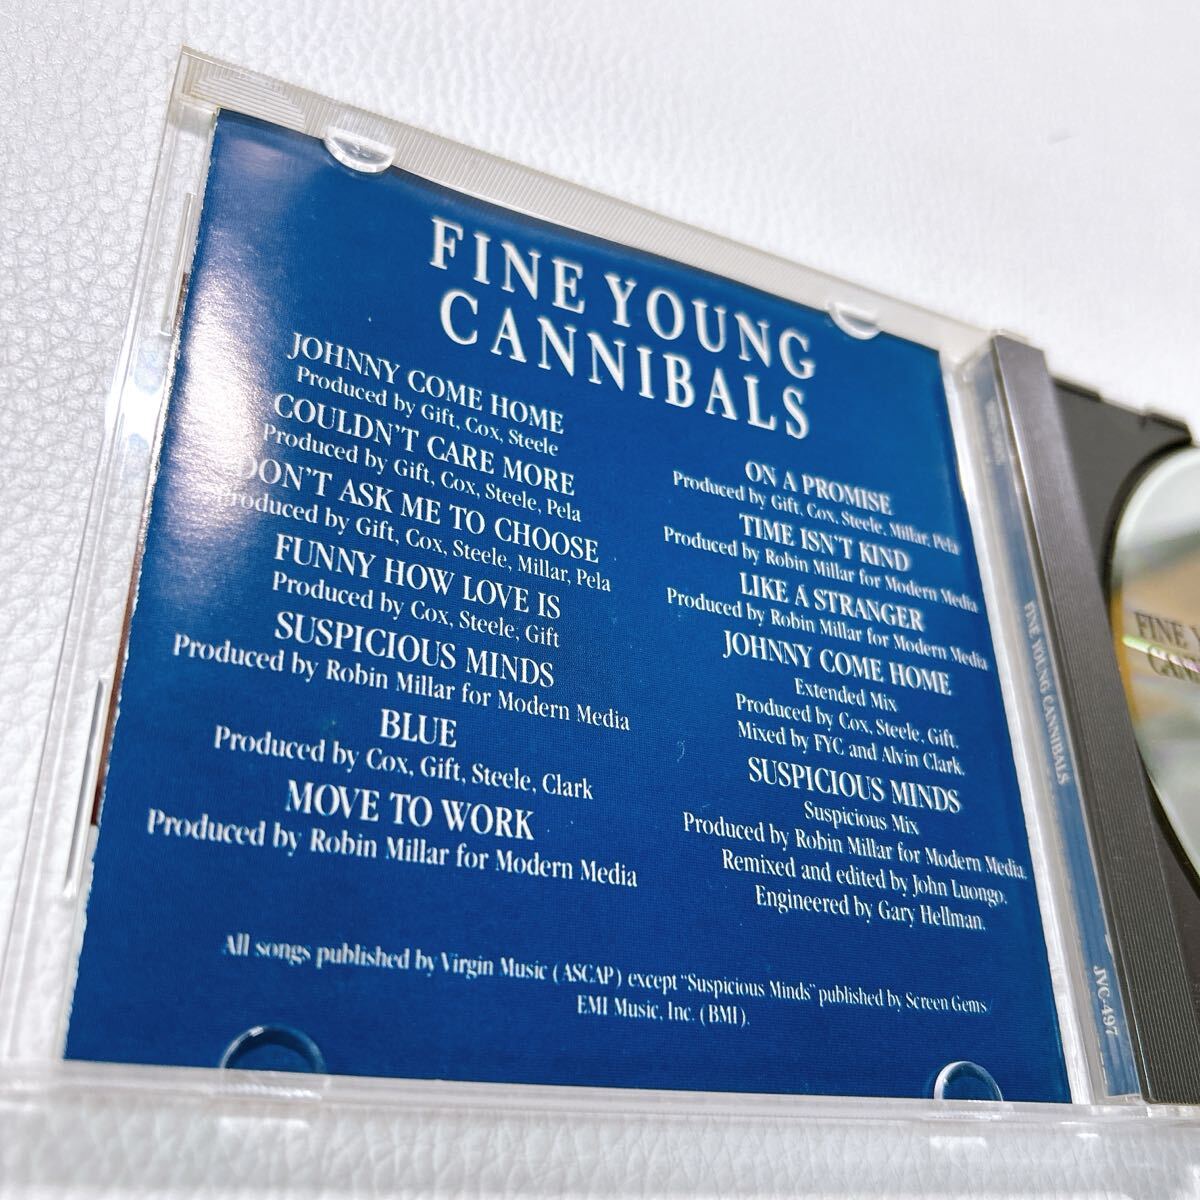 FINE YOUNG
CANNIBALS
JOHNNY COME HOME
Produced by Gift, Cox, Steele
COULDN'T CARE MORE
Produced by Gift, Cox, Steele, Pela
DON'T ASK ME TO CHOOSE
Produced by Gift, Cox, Steele, Millar, Pela
FUNNY HOW LOVE IS
Produced by Cox, Steele, Gift
SUSPICIOUS MINDS
Produced by Robin Millar for Modern Media
BLUE
Produced by Cox, Gift, Steele, Clark
MOVE TO WORK
Produced by Robin Millar for Modern Media
ON A PROMISE
Produced by Gift, Cox, Steele, Millar, Pela
TIME ISN'T KIND
Produced by Robin Millar for Modern Media
LIKE A STRANGER
Produced by Robin Millar for Modern Media
JOHNNY COME HOME
Extended Mix
Produced by Cox, Steele, Gift.
Mixed by FYC and Alvin Clark.
SUSPICIOUS MINDS
Suspicious Mix
Produced by Robin Millar for Modern Media.
Remixed and edited by John Luongo.
Engineered by Gary Hellman.
All songs published by Virgin Music (ASCAP) except "Suspicious Minds" published by Screen Gems
EMI Music, Inc. (BMI).
FINE YOUNG CANNIBALS
JVC-497
FINE